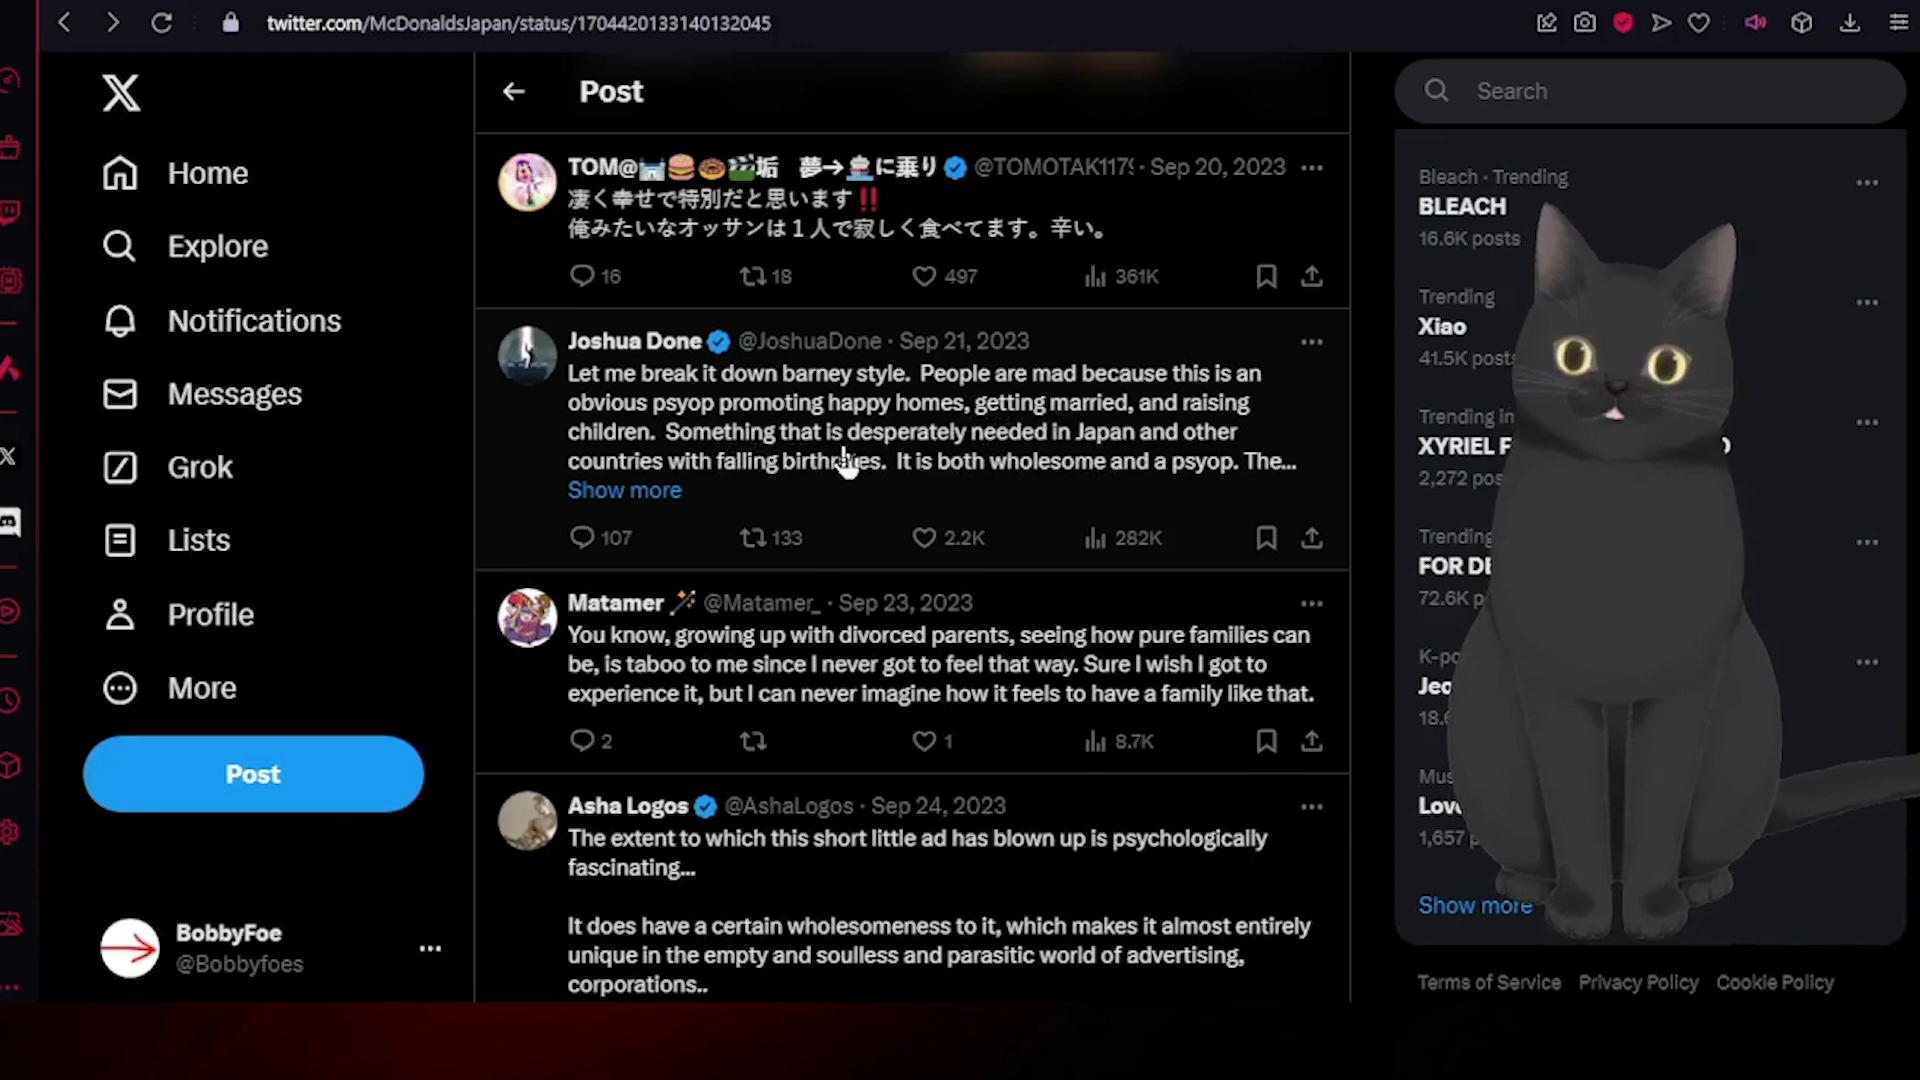 twitter.com/McDonaldsJapan/status/1704420133140132045
X
Home
Explore
Notifications
Messages
Grok
Lists
Profile
More
Post
BobbyFoe
@Bobbyfoes
Post
TOM@🏰🍔🍩🎬垢 夢→🚊に乗り @TOMOTAK1179 · Sep 20, 2023
凄く幸せで特別だと思います‼️
俺みたいなオッサンは１人で寂しく食べてます。辛い。
16 18 497 361K
Joshua Done @JoshuaDone · Sep 21, 2023
Let me break it down barney style. People are mad because this is an
obvious psyop promoting happy homes, getting married, and raising
children. Something that is desperately needed in Japan and other
countries with falling birthrates. It is both wholesome and a psyop. The...
Show more
107 133 2.2K 282K
Matamer @Matamer_ · Sep 23, 2023
You know, growing up with divorced parents, seeing how pure families can
be, is taboo to me since I never got to feel that way. Sure I wish I got to
experience it, but I can never imagine how it feels to have a family like that.
2 1 8.7K
Asha Logos @AshaLogos · Sep 24, 2023
The extent to which this short little ad has blown up is psychologically
fascinating...
It does have a certain wholesomeness to it, which makes it almost entirely
unique in the empty and soulless and parasitic world of advertising,
corporations..
Search
Bleach · Trending
BLEACH
16.6K posts
Trending
Xiao
41.5K posts
Trending in
XYRIEL
2,272
Trending
FOR
72.6K
1,657
Show more
Terms of Service Privacy Policy Cookie Policy